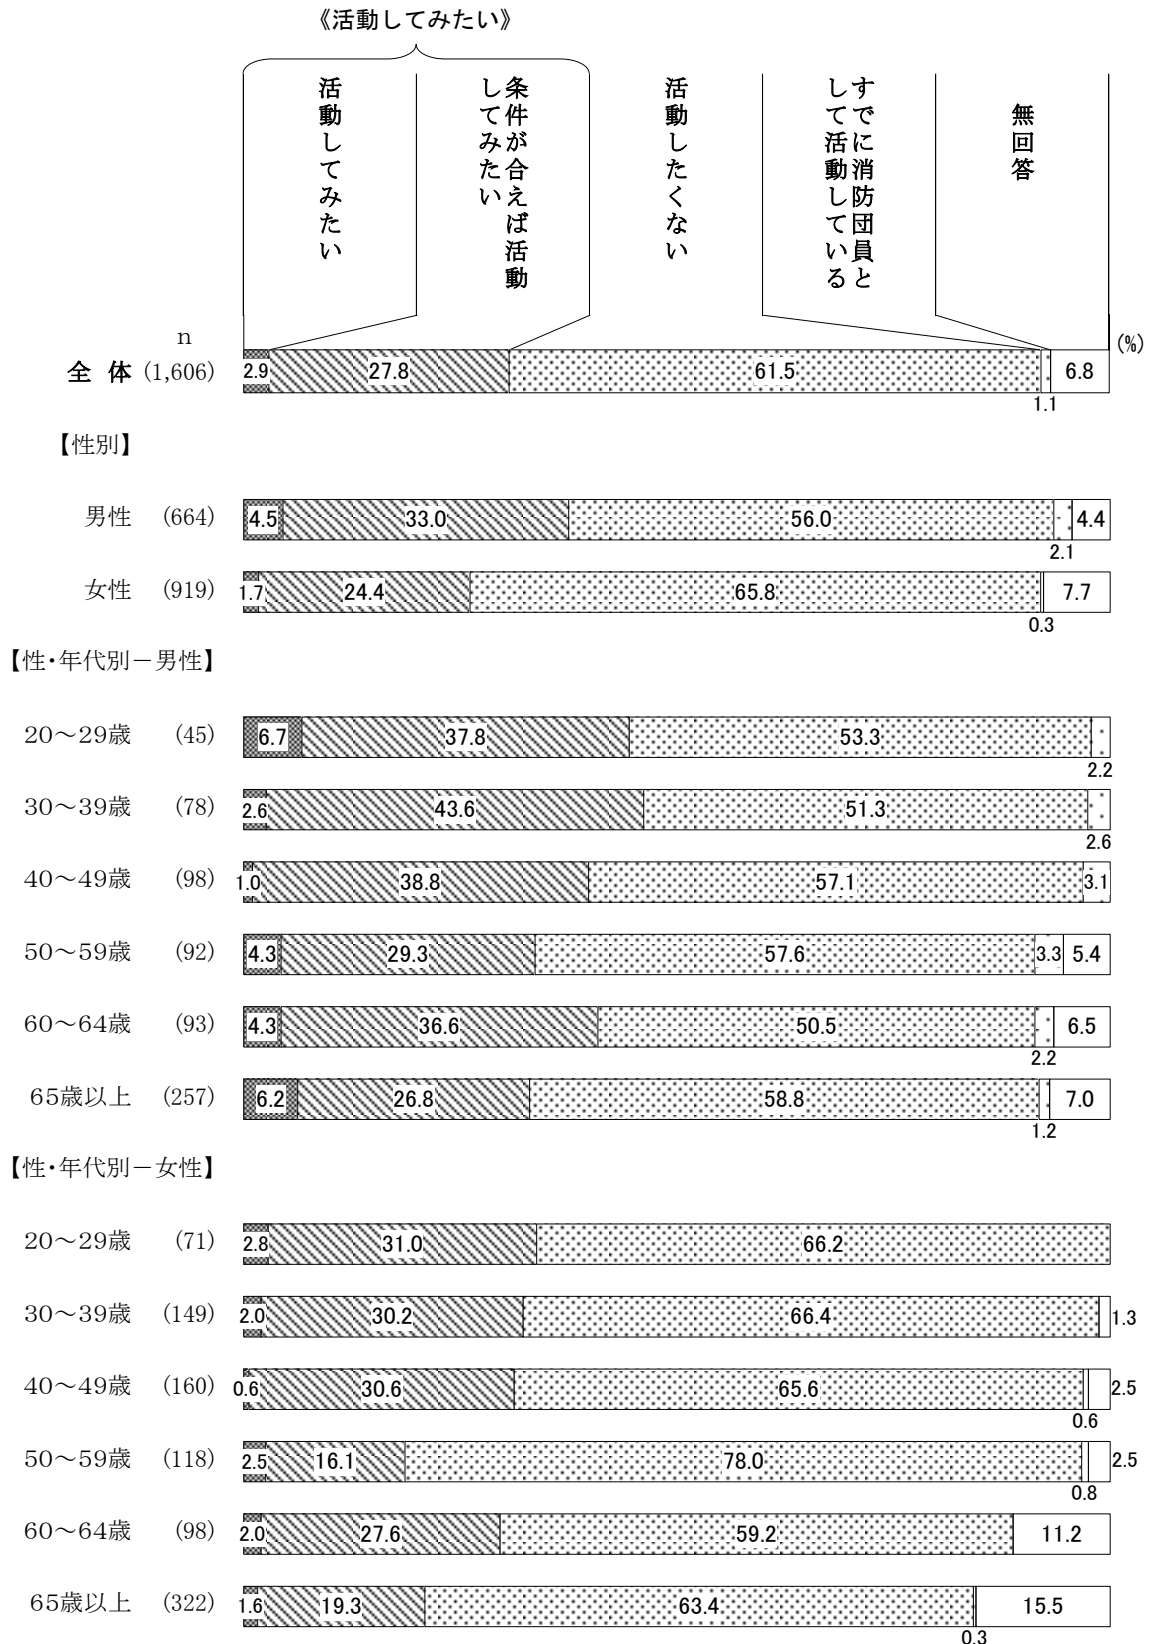 《活動してみたい》
活動してみたい
条件が合えば活動
してみたい
活動したくない
すでに消防団員と
して活動している
無回答
n
(%)
全 体 (1,606) 2.9 27.8 61.5 6.8
1.1
【性別】
男性 (664) 4.5 33.0 56.0 4.4
2.1
女性 (919) 1.7 24.4 65.8 7.7
0.3
【性・年代別－男性】
20～29歳 (45) 6.7 37.8 53.3
2.2
30～39歳 (78) 2.6 43.6 51.3
2.6
40～49歳 (98) 1.0 38.8 57.1 3.1
50～59歳 (92) 4.3 29.3 57.6 3.3 5.4
60～64歳 (93) 4.3 36.6 50.5 6.5
2.2
65歳以上 (257) 6.2 26.8 58.8 7.0
1.2
【性・年代別－女性】
20～29歳 (71) 2.8 31.0 66.2
30～39歳 (149) 2.0 30.2 66.4 1.3
40～49歳 (160) 0.6 30.6 65.6 2.5
0.6
50～59歳 (118) 2.5 16.1 78.0 2.5
0.8
60～64歳 (98) 2.0 27.6 59.2 11.2
65歳以上 (322) 1.6 19.3 63.4 15.5
0.3